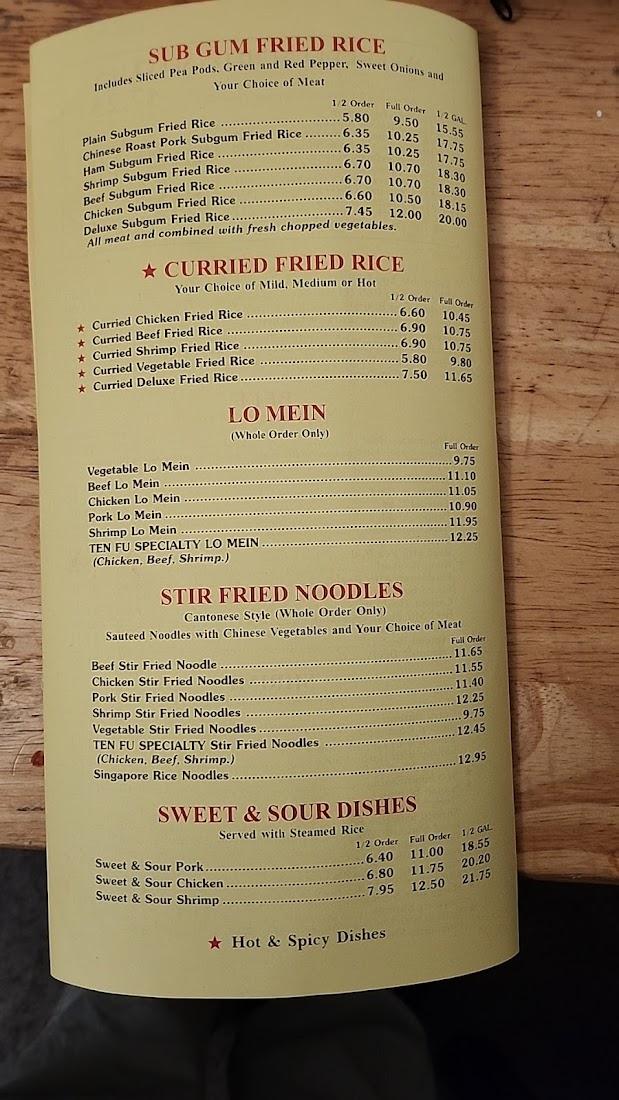 SUB GUM FRIED RICE
Includes Sliced Pea Pods, Green and Red Pepper, Sweet Onions and
Your Choice of Meat
1/2 Order Full Order 1/2 GAL.
Plain Subgum Fried Rice 5.80 9.50 15.55
Chinese Roast Pork Subgum Fried Rice 6.35 10.25 17.75
Ham Subgum Fried Rice 6.35 10.25 17.75
Shrimp Subgum Fried Rice 6.70 10.70 18.30
Beef Subgum Fried Rice 6.70 10.70 18.30
Chicken Subgum Fried Rice 6.60 10.50 18.15
Deluxe Subgum Fried Rice 7.45 12.00 20.00
All meat and combined with fresh chopped vegetables.
★ CURRIED FRIED RICE
Your Choice of Mild, Medium or Hot
1/2 Order Full Order
★ Curried Chicken Fried Rice 6.60 10.45
★ Curried Beef Fried Rice 6.90 10.75
★ Curried Shrimp Fried Rice 6.90 10.75
★ Curried Vegetable Fried Rice 5.80 9.80
★ Curried Deluxe Fried Rice 7.50 11.65
LO MEIN
(Whole Order Only)
Full Order
Vegetable Lo Mein 9.75
Beef Lo Mein 11.10
Chicken Lo Mein 11.05
Pork Lo Mein 10.90
Shrimp Lo Mein 11.95
TEN FU SPECIALTY LO MEIN 12.25
(Chicken, Beef, Shrimp.)
STIR FRIED NOODLES
Cantonese Style (Whole Order Only)
Sauteed Noodles with Chinese Vegetables and Your Choice of Meat
Full Order
Beef Stir Fried Noodle 11.65
Chicken Stir Fried Noodles 11.55
Pork Stir Fried Noodles 11.40
Shrimp Stir Fried Noodles 12.25
Vegetable Stir Fried Noodles 9.75
TEN FU SPECIALTY Stir Fried Noodles 12.45
(Chicken, Beef, Shrimp.)
Singapore Rice Noodles 12.95
SWEET & SOUR DISHES
Served with Steamed Rice
1/2 Order Full Order 1/2 GAL.
Sweet & Sour Pork 6.40 11.00 18.55
Sweet & Sour Chicken 6.80 11.75 20.20
Sweet & Sour Shrimp 7.95 12.50 21.75
★ Hot & Spicy Dishes